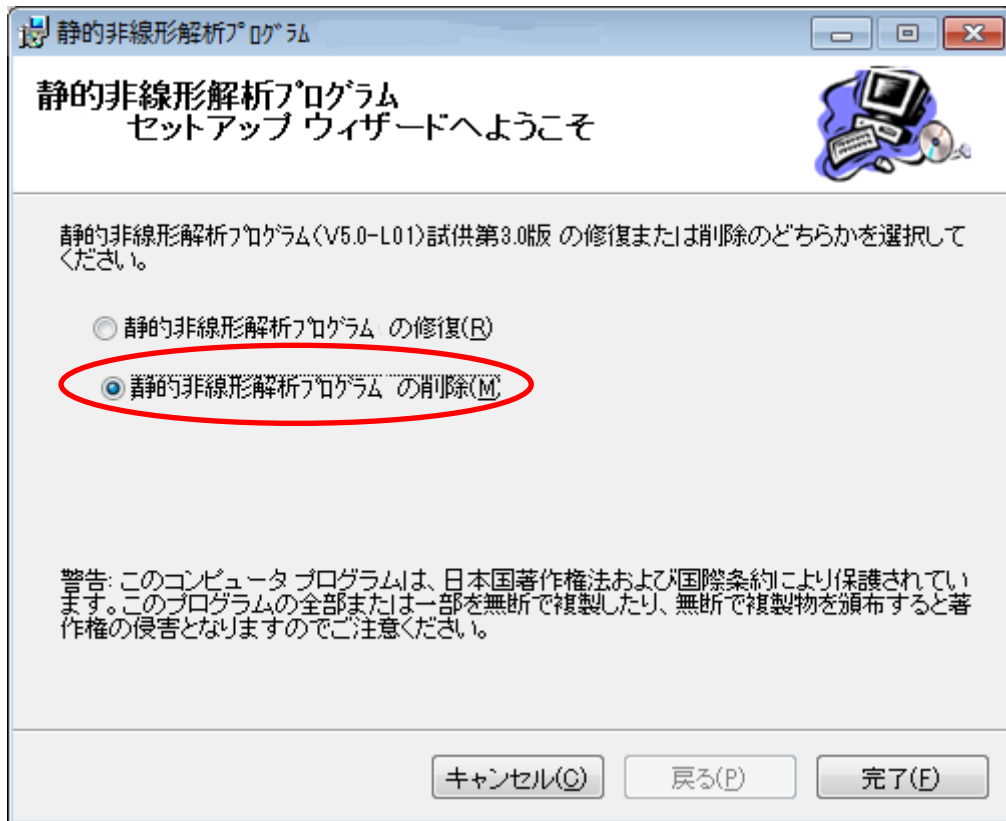 静的非線形解析ﾌﾟﾛｸﾞﾗﾑ
静的非線形解析ﾌﾟﾛｸﾞﾗﾑ
セットアップ ウィザードへようこそ
静的非線形解析ﾌﾟﾛｸﾞﾗﾑ(V5.0-L01)試供第3.0版 の修復または削除のどちらかを選択して
ください。
静的非線形解析ﾌﾟﾛｸﾞﾗﾑ の修復(R)
静的非線形解析ﾌﾟﾛｸﾞﾗﾑ の削除(M)
警告: このコンピュータ プログラムは、日本国著作権法および国際条約により保護されてい
ます。このプログラムの全部または一部を無断で複製したり、無断で複製物を頒布すると著
作権の侵害となりますのでご注意ください。
キャンセル(C) 戻る(P) 完了(F)